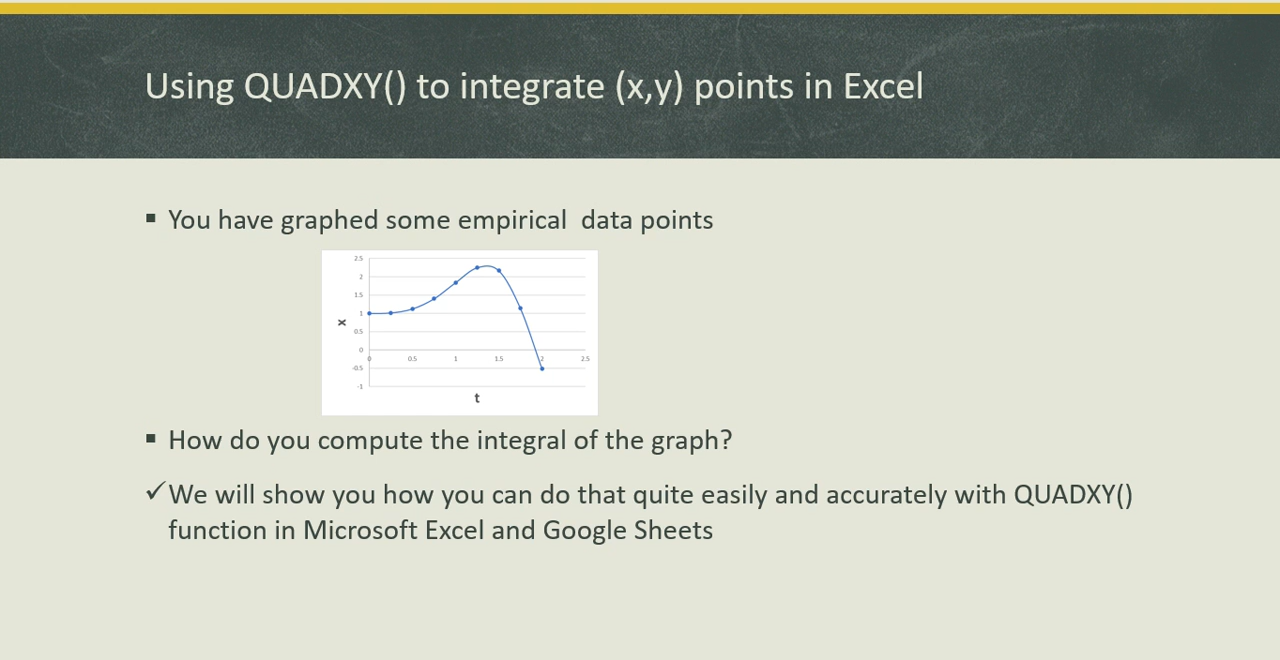 Using QUADXY() to integrate (x,y) points in Excel
▪ You have graphed some empirical  data points
2.5
2
1.5
1
0.5
0
-0.5
-1
x
0 0.5 1 1.5 2 2.5
t
▪ How do you compute the integral of the graph?
✓ We will show you how you can do that quite easily and accurately with QUADXY()
function in Microsoft Excel and Google Sheets